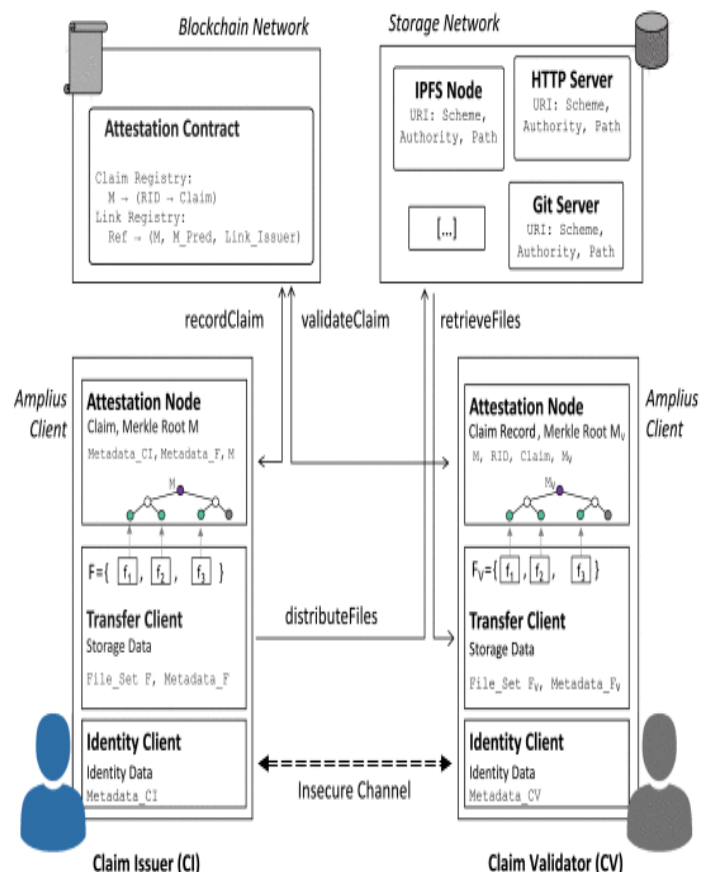 Blockchain Network
Storage Network
Attestation Contract
Claim Registry:
M → (RID → Claim)
Link Registry:
Ref → (M, M_Pred, Link_Issuer)
IPFS Node
URI: Scheme,
Authority, Path
HTTP Server
URI: Scheme,
Authority, Path
[...]
Git Server
URI: Scheme,
Authority, Path
recordClaim
validateClaim
retrieveFiles
Amplius
Client
Attestation Node
Claim, Merkle Root M
Metadata_CI, Metadata_F, M
M
F={ f₁ , f₂ , f₃ }
Transfer Client
Storage Data
File_Set F, Metadata_F
Identity Client
Identity Data
Metadata_CI
distributeFiles
Insecure Channel
Amplius
Client
Attestation Node
Claim Record, Merkle Root Mᵥ
M, RID, Claim, Mᵥ
Mᵥ
Fᵥ={ f₁ , f₂ , f₃ }
Transfer Client
Storage Data
File_Set Fᵥ, Metadata_Fᵥ
Identity Client
Identity Data
Metadata_CV
Claim Issuer (CI)
Claim Validator (CV)